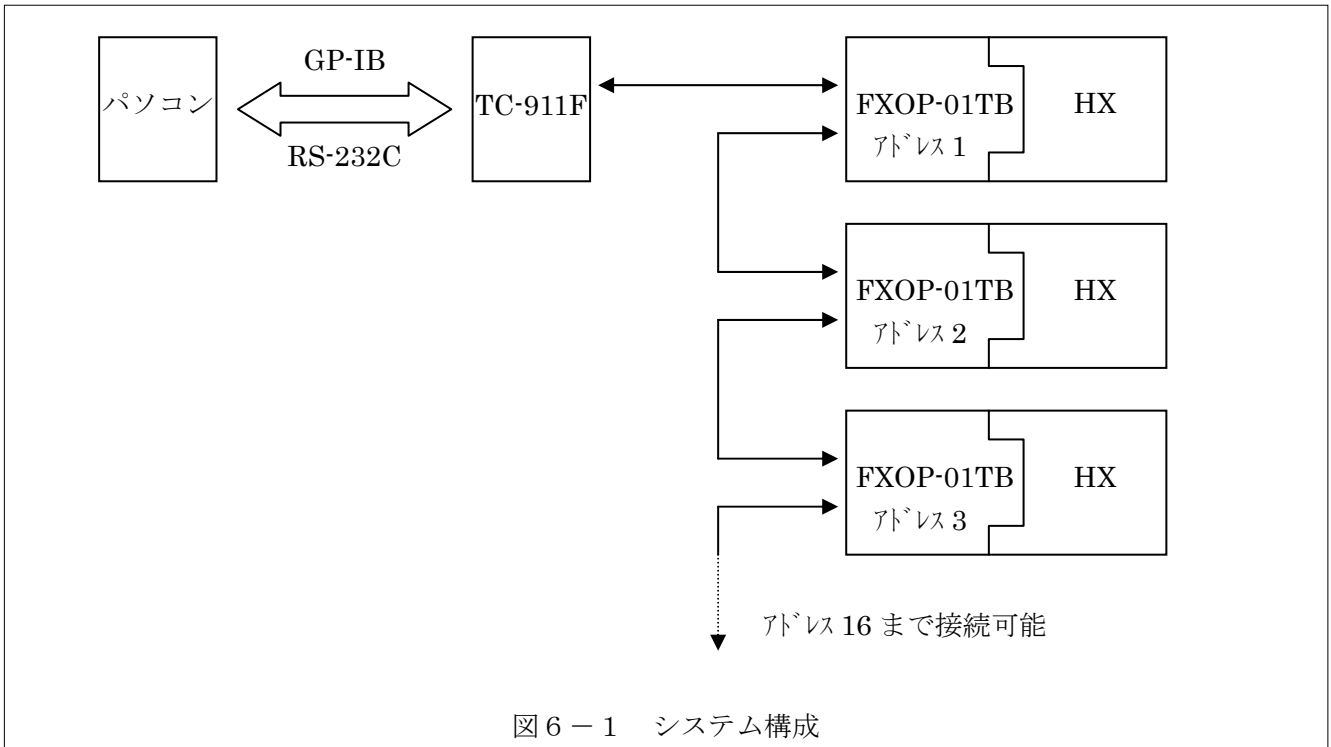 パソコン
GP-IB
RS-232C
TC-911F
FXOP-01TB
ｱﾄﾞﾚｽ 1
HX
FXOP-01TB
ｱﾄﾞﾚｽ 2
HX
FXOP-01TB
ｱﾄﾞﾚｽ 3
HX
ｱﾄﾞﾚｽ 16 まで接続可能
図６－１　システム構成